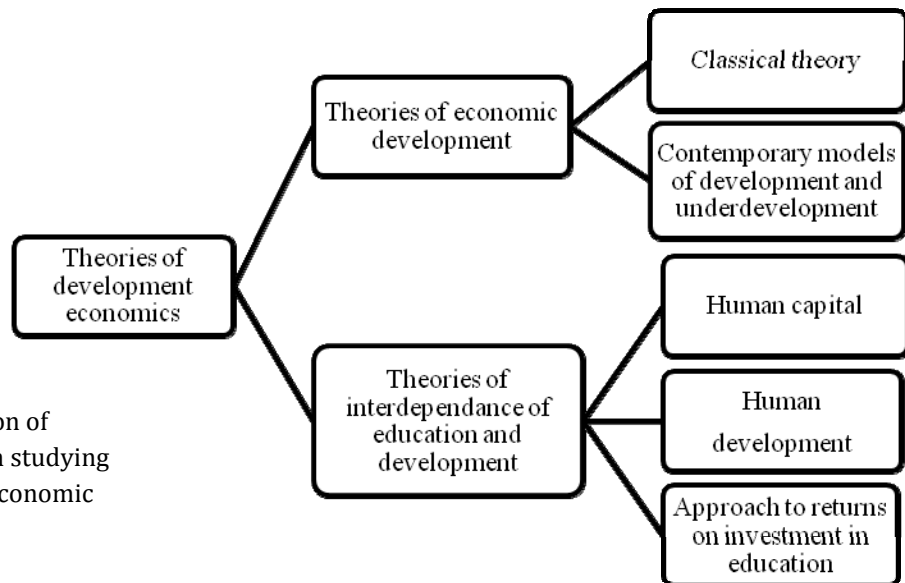 Classical theory
Theories of economic
development
Contemporary models
of development and
underdevelopment
Theories of
development
economics
Human capital
Theories of
interdependance of
education and
development
Human
development
Approach to returns
on investment in
education
on of
studying
conomic